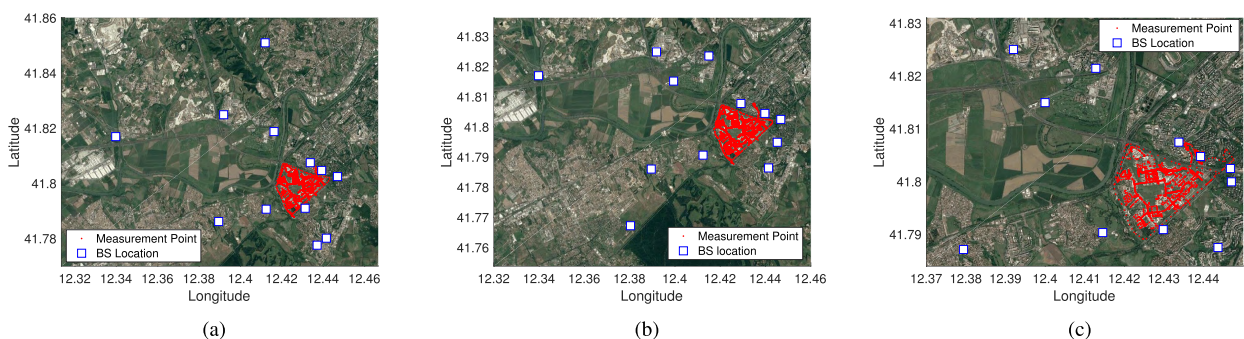 41.86
41.84
41.82
41.8
41.78
Latitude
12.32 12.34 12.36 12.38 12.4 12.42 12.44 12.46
Longitude
Measurement Point
BS Location
(a)
41.83
41.82
41.81
41.8
41.79
41.78
41.77
41.76
Latitude
12.34 12.36 12.38 12.4 12.42 12.44 12.46
Longitude
Measurement Point
BS location
(b)
41.83
41.82
41.81
41.8
41.79
Latitude
12.37 12.38 12.39 12.4 12.41 12.42 12.43 12.44
Longitude
Measurement Point
BS Location
(c)